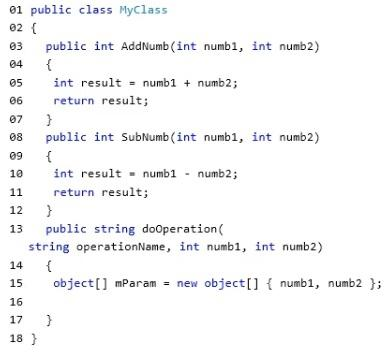 01 public class MyClass
02 {
03 public int AddNumb(int numb1, int numb2)
04 {
05 int result = numb1 + numb2;
06 return result;
07 }
08 public int SubNumb(int numb1, int numb2)
09 {
10 int result = numb1 - numb2;
11 return result;
12 }
13 public string doOperation(
string operationName, int numb1, int numb2)
14 {
15 object[] mParam = new object[] { numb1, numb2 };
16
17 }
18 }